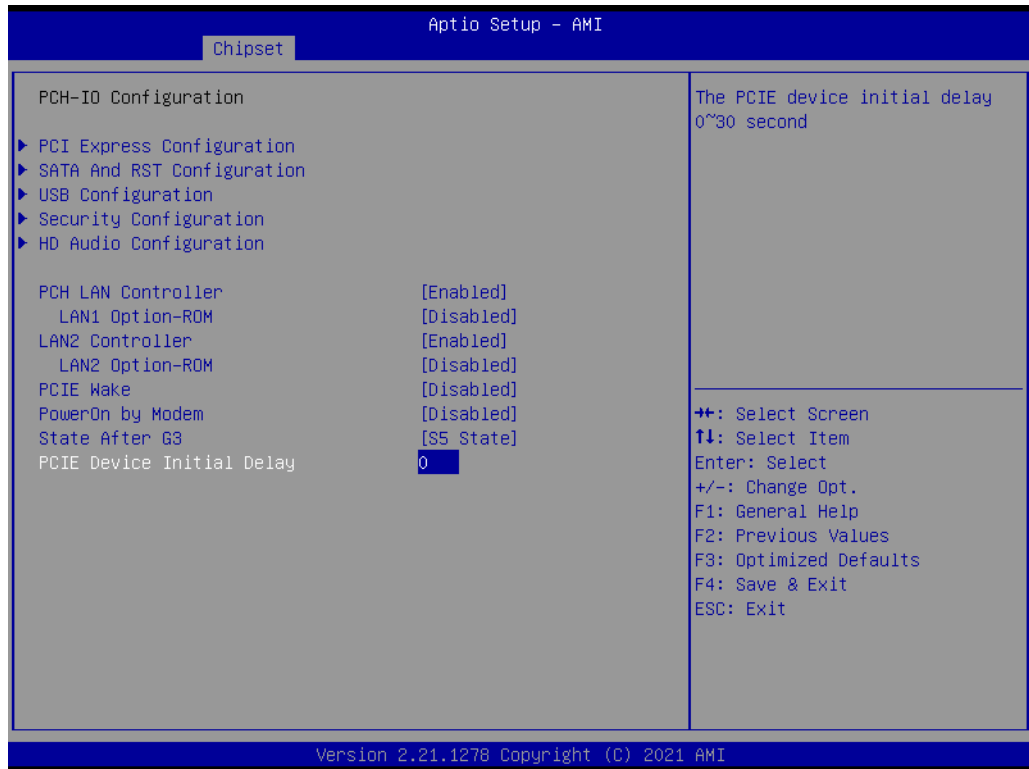 Aptio Setup – AMI
Chipset
PCH-IO Configuration
▶ PCI Express Configuration
▶ SATA And RST Configuration
▶ USB Configuration
▶ Security Configuration
▶ HD Audio Configuration
PCH LAN Controller [Enabled]
LAN1 Option-ROM [Disabled]
LAN2 Controller [Enabled]
LAN2 Option-ROM [Disabled]
PCIE Wake [Disabled]
PowerOn by Modem [Disabled]
State After G3 [S5 State]
PCIE Device Initial Delay 0
The PCIE device initial delay
0~30 second
→←: Select Screen
↑↓: Select Item
Enter: Select
+/-: Change Opt.
F1: General Help
F2: Previous Values
F3: Optimized Defaults
F4: Save & Exit
ESC: Exit
Version 2.21.1278 Copyright (C) 2021 AMI